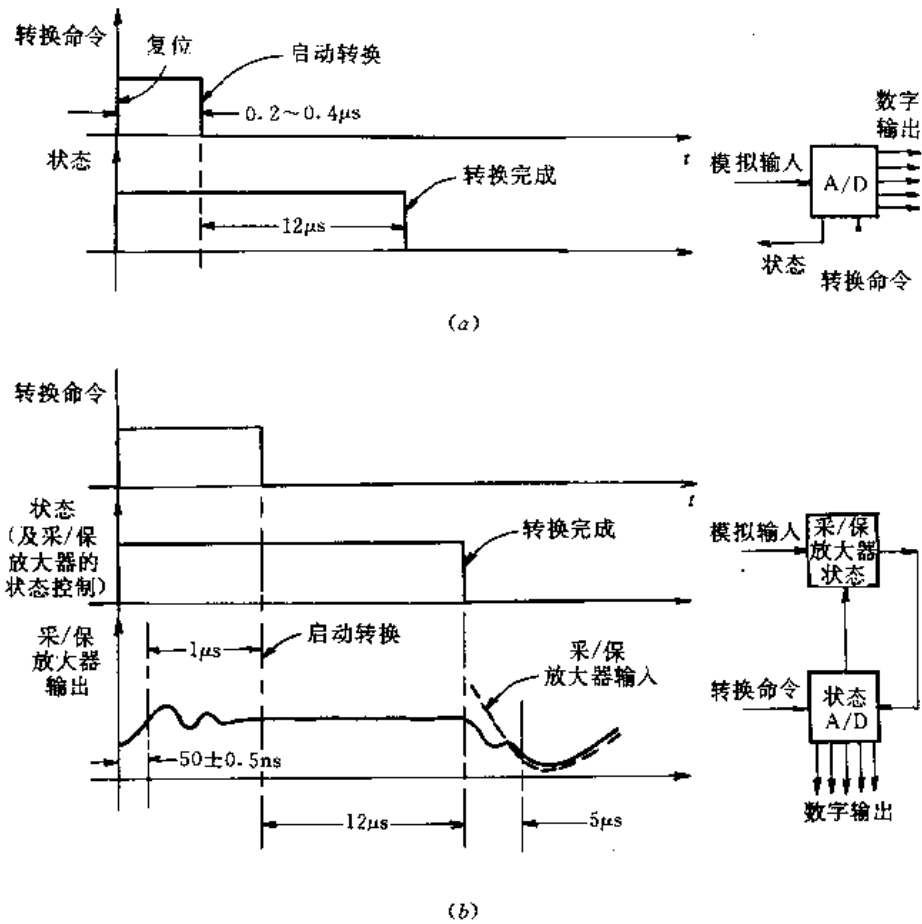 转换命令
复位
启动转换
0.2～0.4μs
t
状态
转换完成
12μs
数字
输出
模拟输入
A/D
状态
转换命令
(a)
转换命令
t
状态
(及采/保
放大器的
状态控制)
转换完成
采/保
放大器
输出
1μs
启动转换
采/保
放大器输入
50±0.5ns
12μs
5μs
模拟输入
采/保
放大器
状态
转换命令
状态
A/D
数字输出
(b)